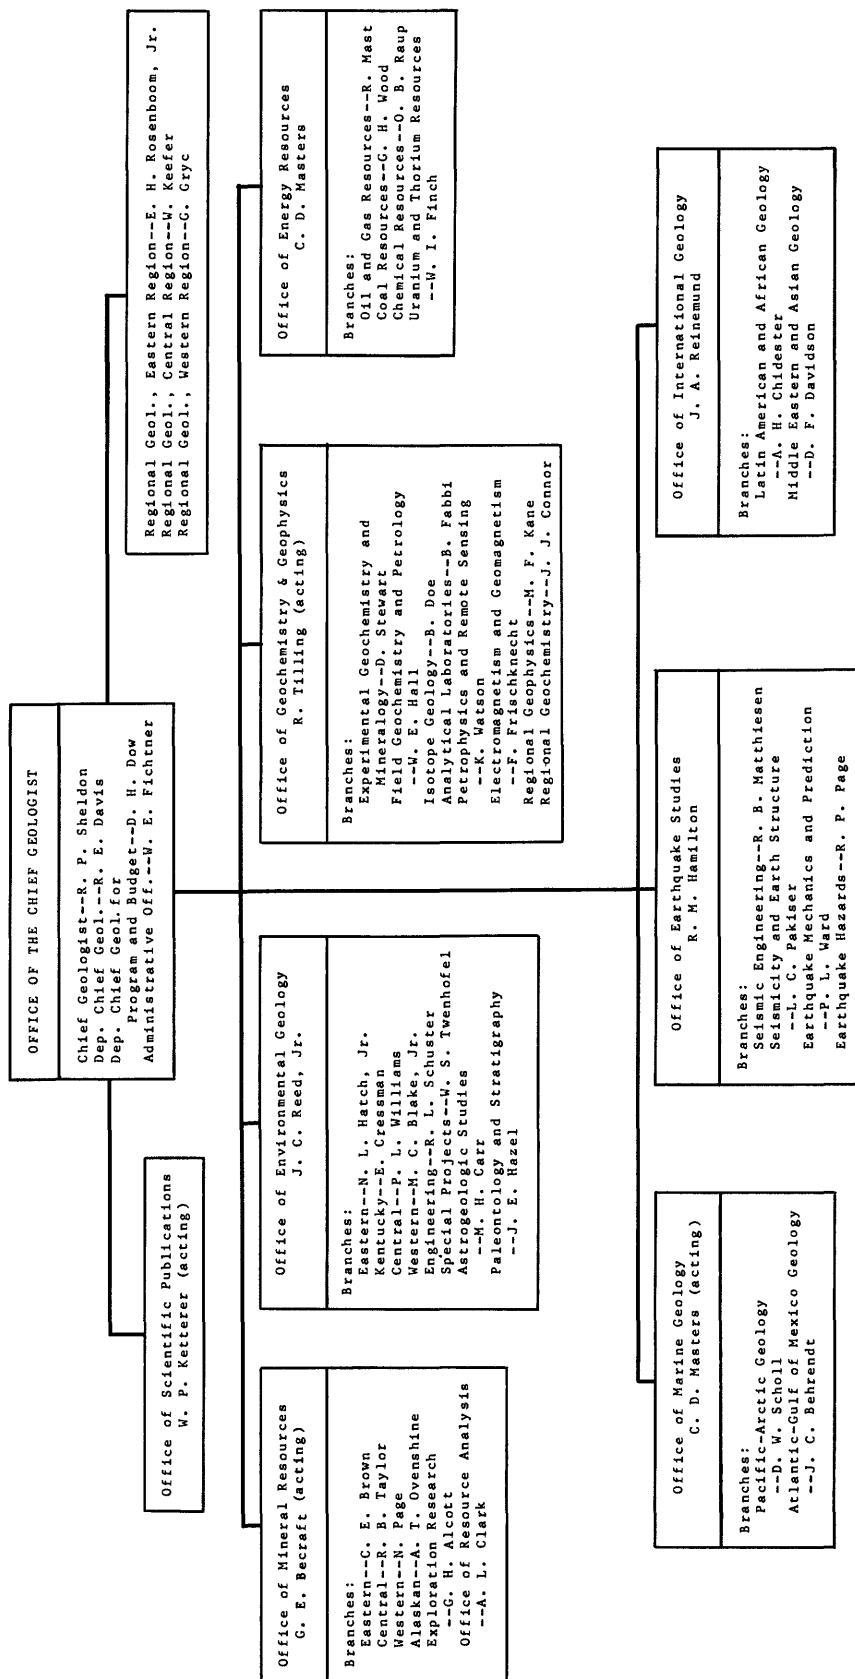 OFFICE OF THE CHIEF GEOLOGIST
Chief Geologist--R. P. Sheldon
Dep. Chief Geol.--R. E. Davis
Dep. Chief Geol. for
Program and Budget--D. H. Dow
Administrative Off.--W. E. Fichtner
Office of Scientific Publications
W. P. Ketterer (acting)
Regional Geol., Eastern Region--E. H. Rosenboom, Jr.
Regional Geol., Central Region--W. Keefer
Regional Geol., Western Region--G. Gryc
Office of Mineral Resources
G. E. Becraft (acting)
Branches:
Eastern--C. E. Brown
Central--R. B. Taylor
Western--N. Page
Alaskan--A. T. Ovenshine
Exploration Research
--G. H. Alcott
Office of Resource Analysis
--A. L. Clark
Office of Environmental Geology
J. C. Reed, Jr.
Branches:
Eastern--N. L. Hatch, Jr.
Kentucky--E. Cressman
Central--P. L. Williams
Western--M. C. Blake, Jr.
Engineering--R. L. Schuster
Special Projects--W. S. Twenhofel
Astrogeologic Studies
--M. H. Carr
Paleontology and Stratigraphy
--J. E. Hazel
Office of Geochemistry & Geophysics
R. Tilling (acting)
Branches:
Experimental Geochemistry and
Mineralogy--D. Stewart
Field Geochemistry and Petrology
--W. E. Hall
Isotope Geology--B. Doe
Analytical Laboratories--B. Fabbi
Petrophysics and Remote Sensing
--K. Watson
Electromagnetism and Geomagnetism
--F. Frischknecht
Regional Geophysics--M. F. Kane
Regional Geochemistry--J. J. Connor
Office of Energy Resources
C. D. Masters
Branches:
Oil and Gas Resources--R. Mast
Coal Resources--G. H. Wood
Chemical Resources--O. B. Raup
Uranium and Thorium Resources
--W. I. Finch
Office of Marine Geology
C. D. Masters (acting)
Branches:
Pacific-Arctic Geology
--D. W. Scholl
Atlantic-Gulf of Mexico Geology
--J. C. Behrendt
Office of Earthquake Studies
R. M. Hamilton
Branches:
Seismic Engineering--R. B. Matthiesen
Seismicity and Earth Structure
--L. C. Pakiser
Earthquake Mechanics and Prediction
--P. L. Ward
Earthquake Hazards--R. P. Page
Office of International Geology
J. A. Reinemund
Branches:
Latin American and African Geology
--A. H. Chidester
Middle Eastern and Asian Geology
--D. F. Davidson